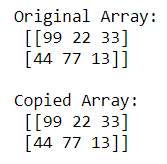 Original Array:
[[99 22 33]
[44 77 13]]
Copied Array:
[[99 22 33]
[44 77 13]]